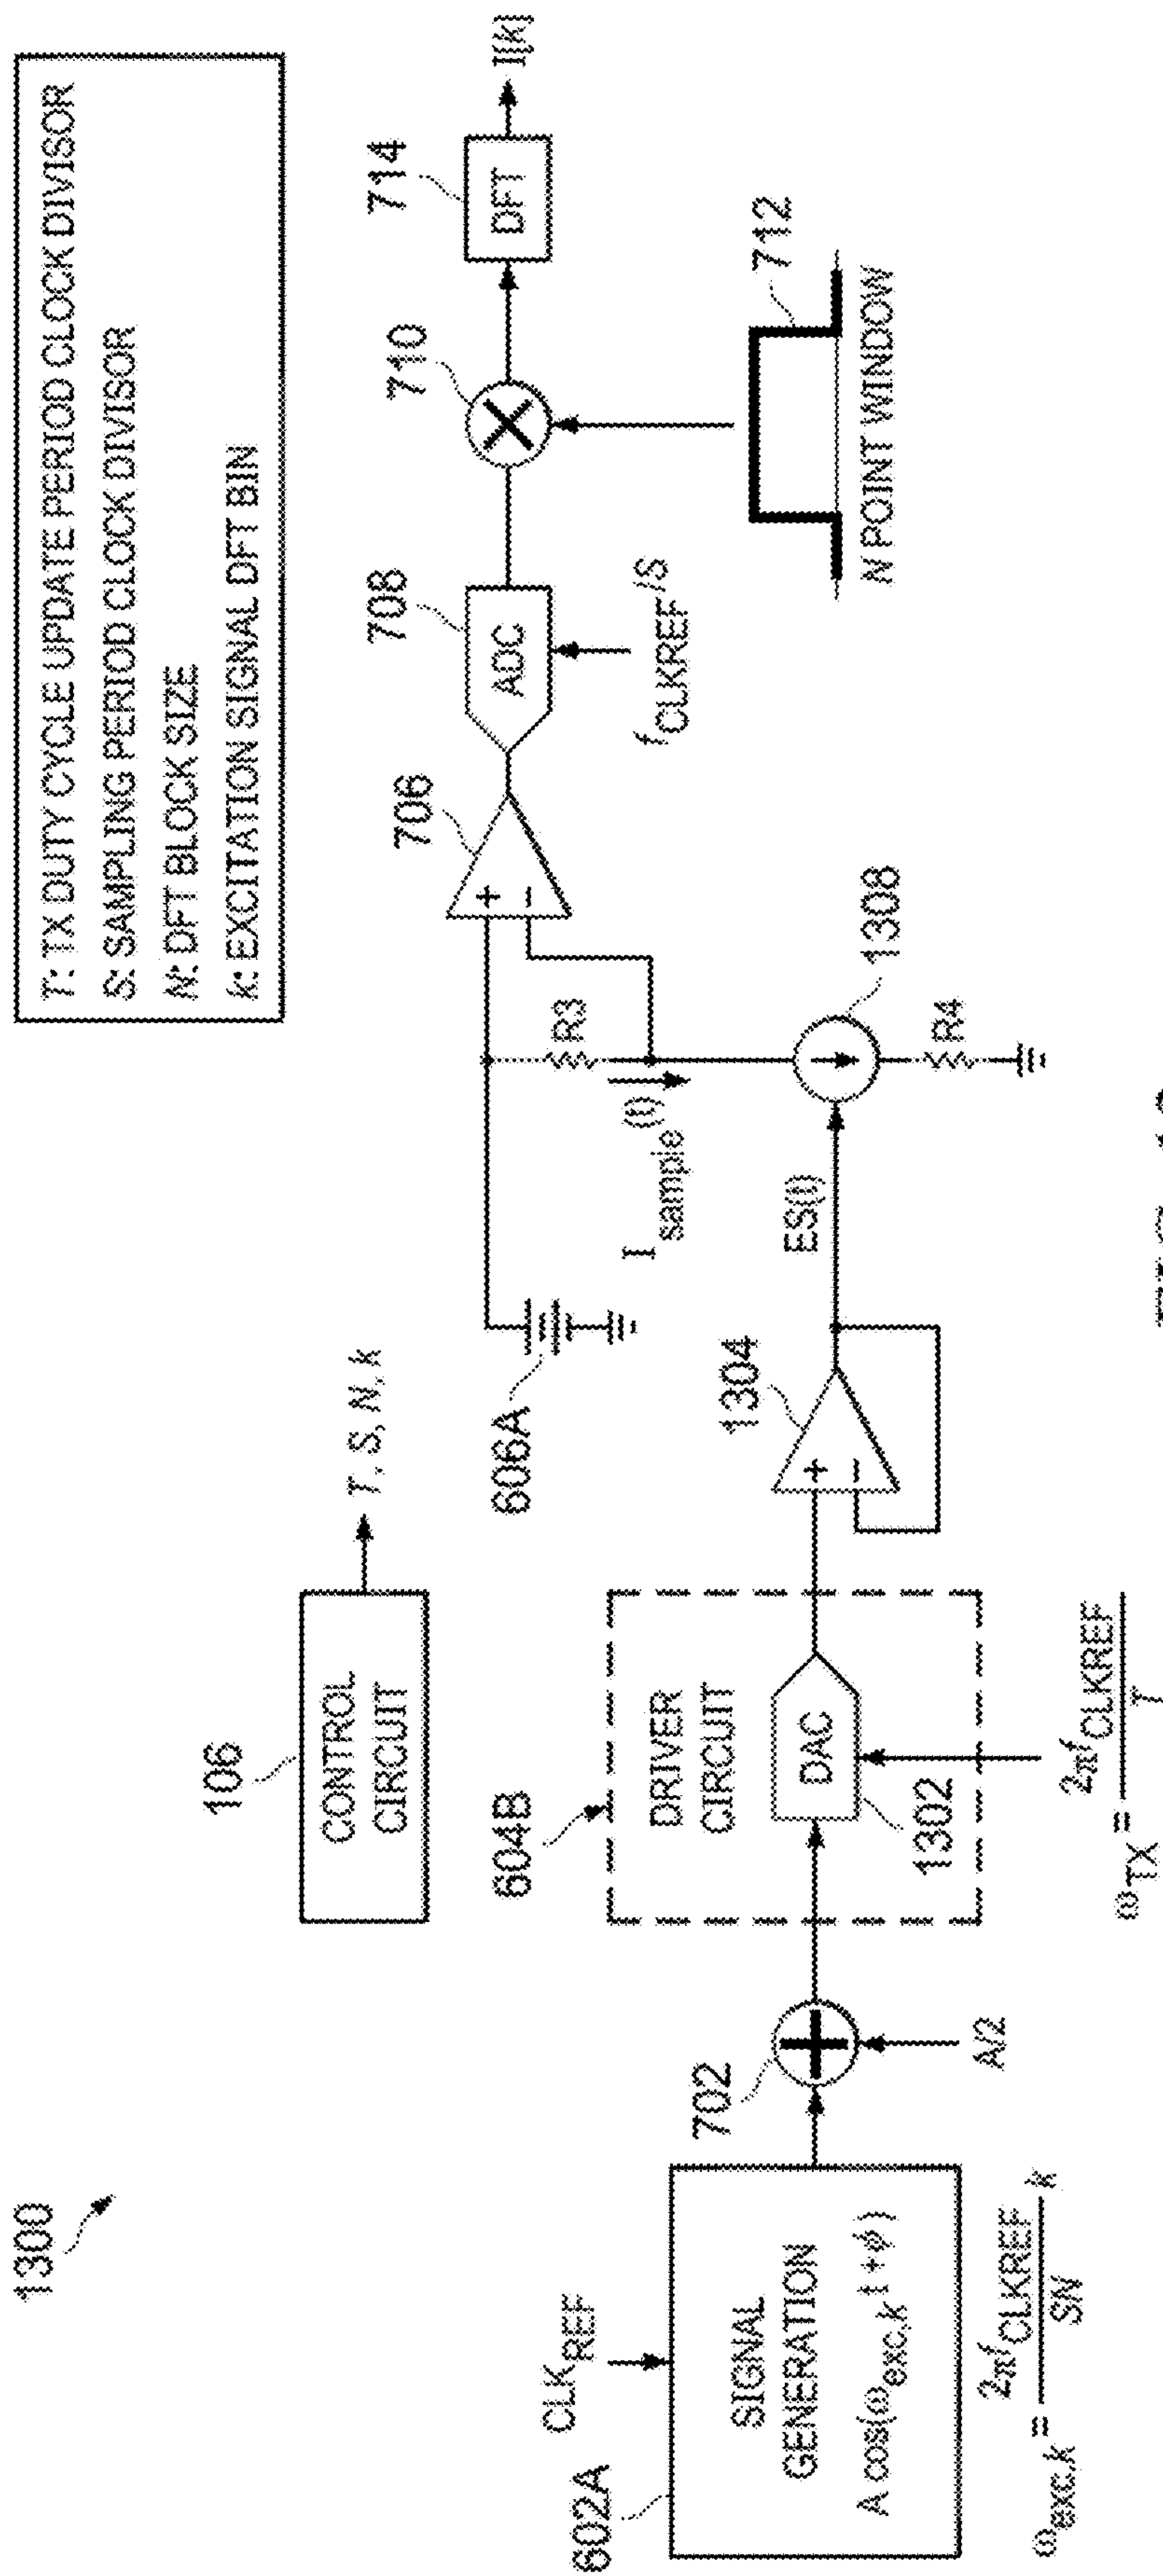 1300
T: TX DUTY CYCLE UPDATE PERIOD CLOCK DIVISOR
S: SAMPLING PERIOD CLOCK DIVISOR
N: DFT BLOCK SIZE
k: EXCITATION SIGNAL DFT BIN
106
CONTROL
CIRCUIT
T, S, N, k
CLK_REF
602A
SIGNAL
GENERATION
A cos(ω_exc,k t + ϕ)
ω_exc,k = 2πf_CLKREF / SN k
702
A/2
604B
DRIVER
CIRCUIT
DAC
1302
ω_TX = 2πf_CLKREF / T
1304
ES(t)
606A
I_sample (t)
R3
1308
R4
706
708
ADC
f_CLKREF/S
710
712
N POINT WINDOW
714
DFT
I[k]